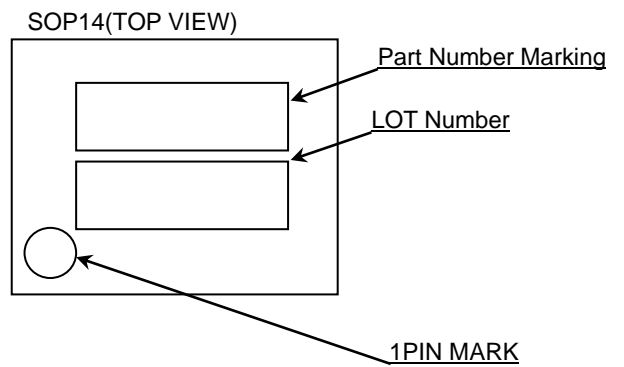 SOP14(TOP VIEW)
Part Number Marking
LOT Number
1PIN MARK